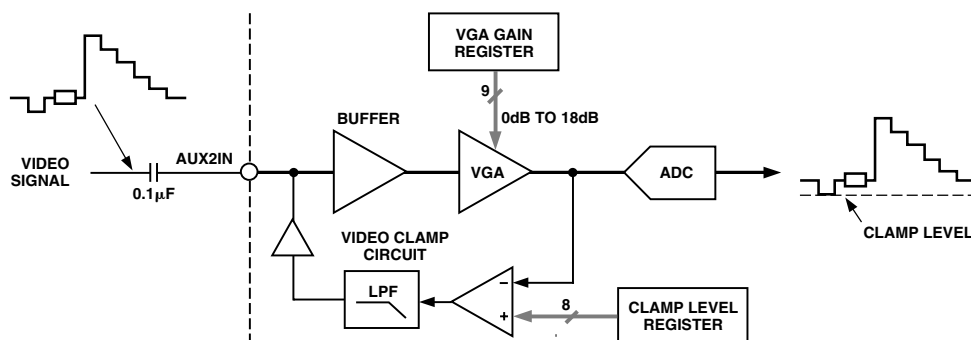 VGA GAIN
REGISTER
9
0dB TO 18dB
BUFFER
VIDEO
SIGNAL
AUX2IN
0.1µF
VGA
ADC
CLAMP LEVEL
VIDEO CLAMP
CIRCUIT
LPF
–
+
8
CLAMP LEVEL
REGISTER